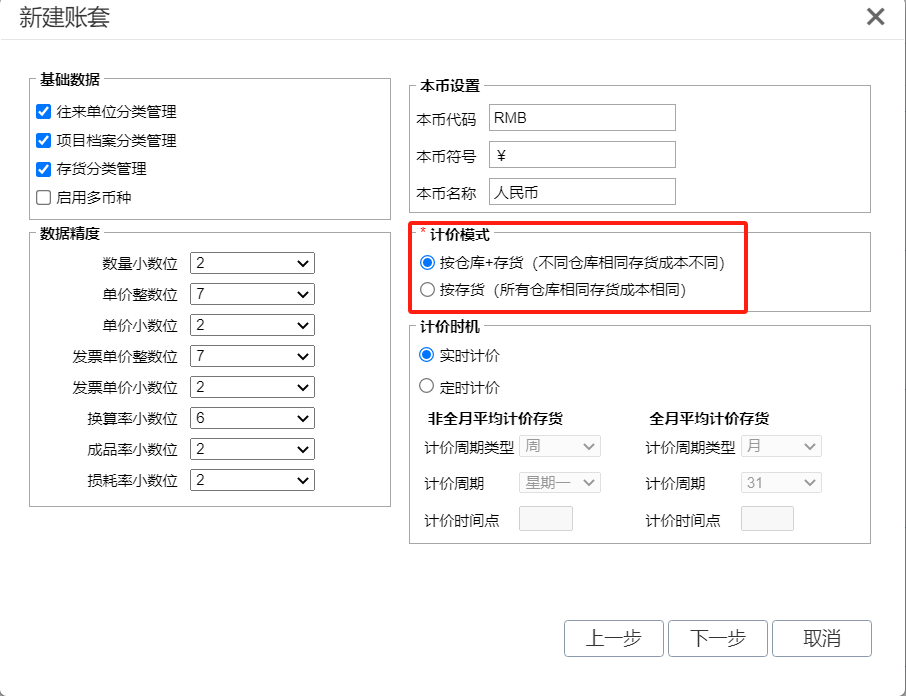 新建账套
基础数据
往来单位分类管理
项目档案分类管理
存货分类管理
启用多币种
数据精度
数量小数位 2
单价整数位 7
单价小数位 2
发票单价整数位 7
发票单价小数位 2
换算率小数位 6
成品率小数位 2
损耗率小数位 2
本币设置
本币代码 RMB
本币符号 ¥
本币名称 人民币
* 计价模式
按仓库+存货（不同仓库相同存货成本不同）
按存货（所有仓库相同存货成本相同）
计价时机
实时计价
定时计价
非全月平均计价存货
计价周期类型 周
计价周期 星期一
计价时间点
全月平均计价存货
计价周期类型 月
计价周期 31
计价时间点
上一步 下一步 取消